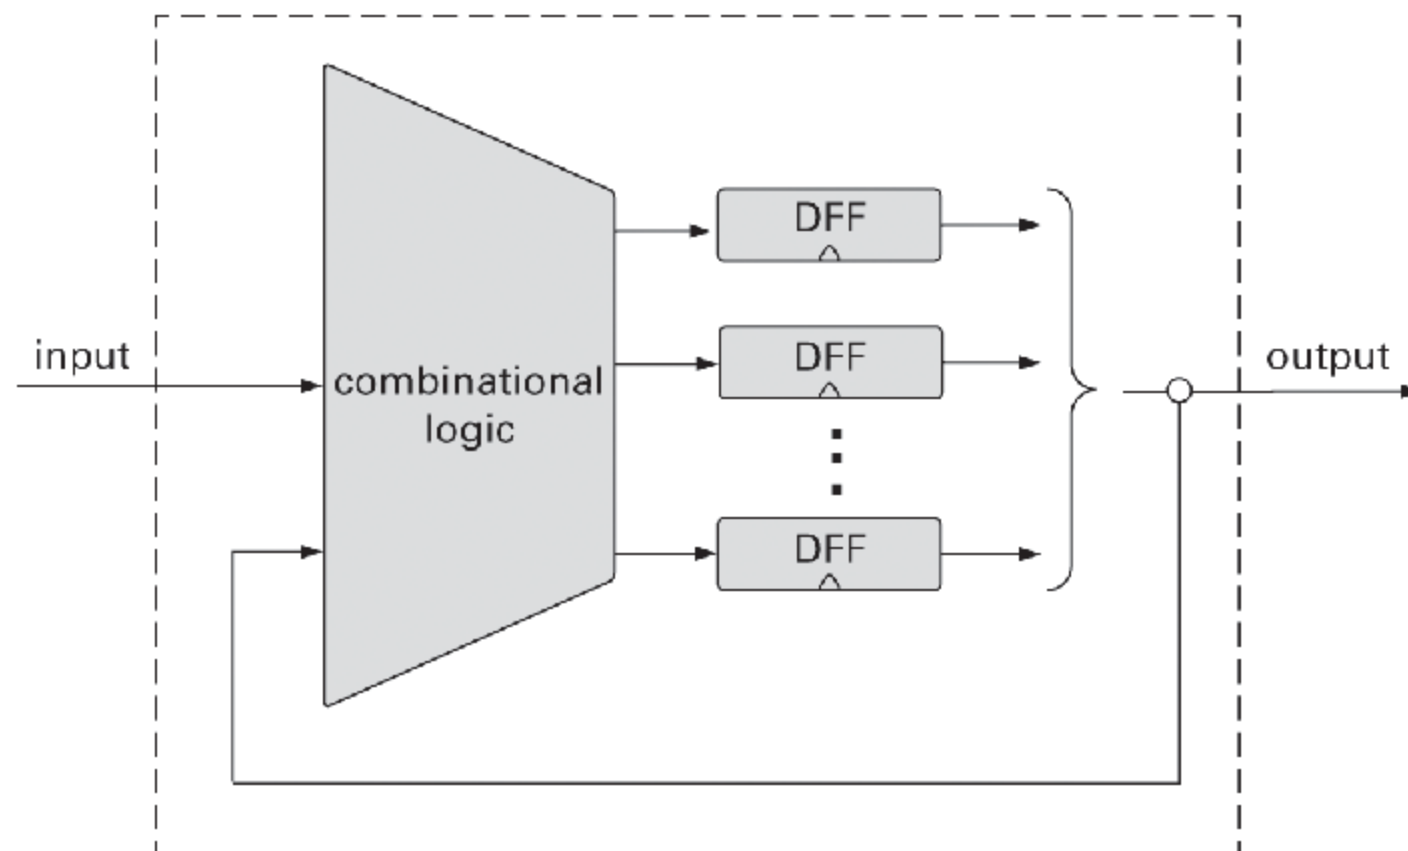 DFF
input
DFF
output
combinational
logic
DFF